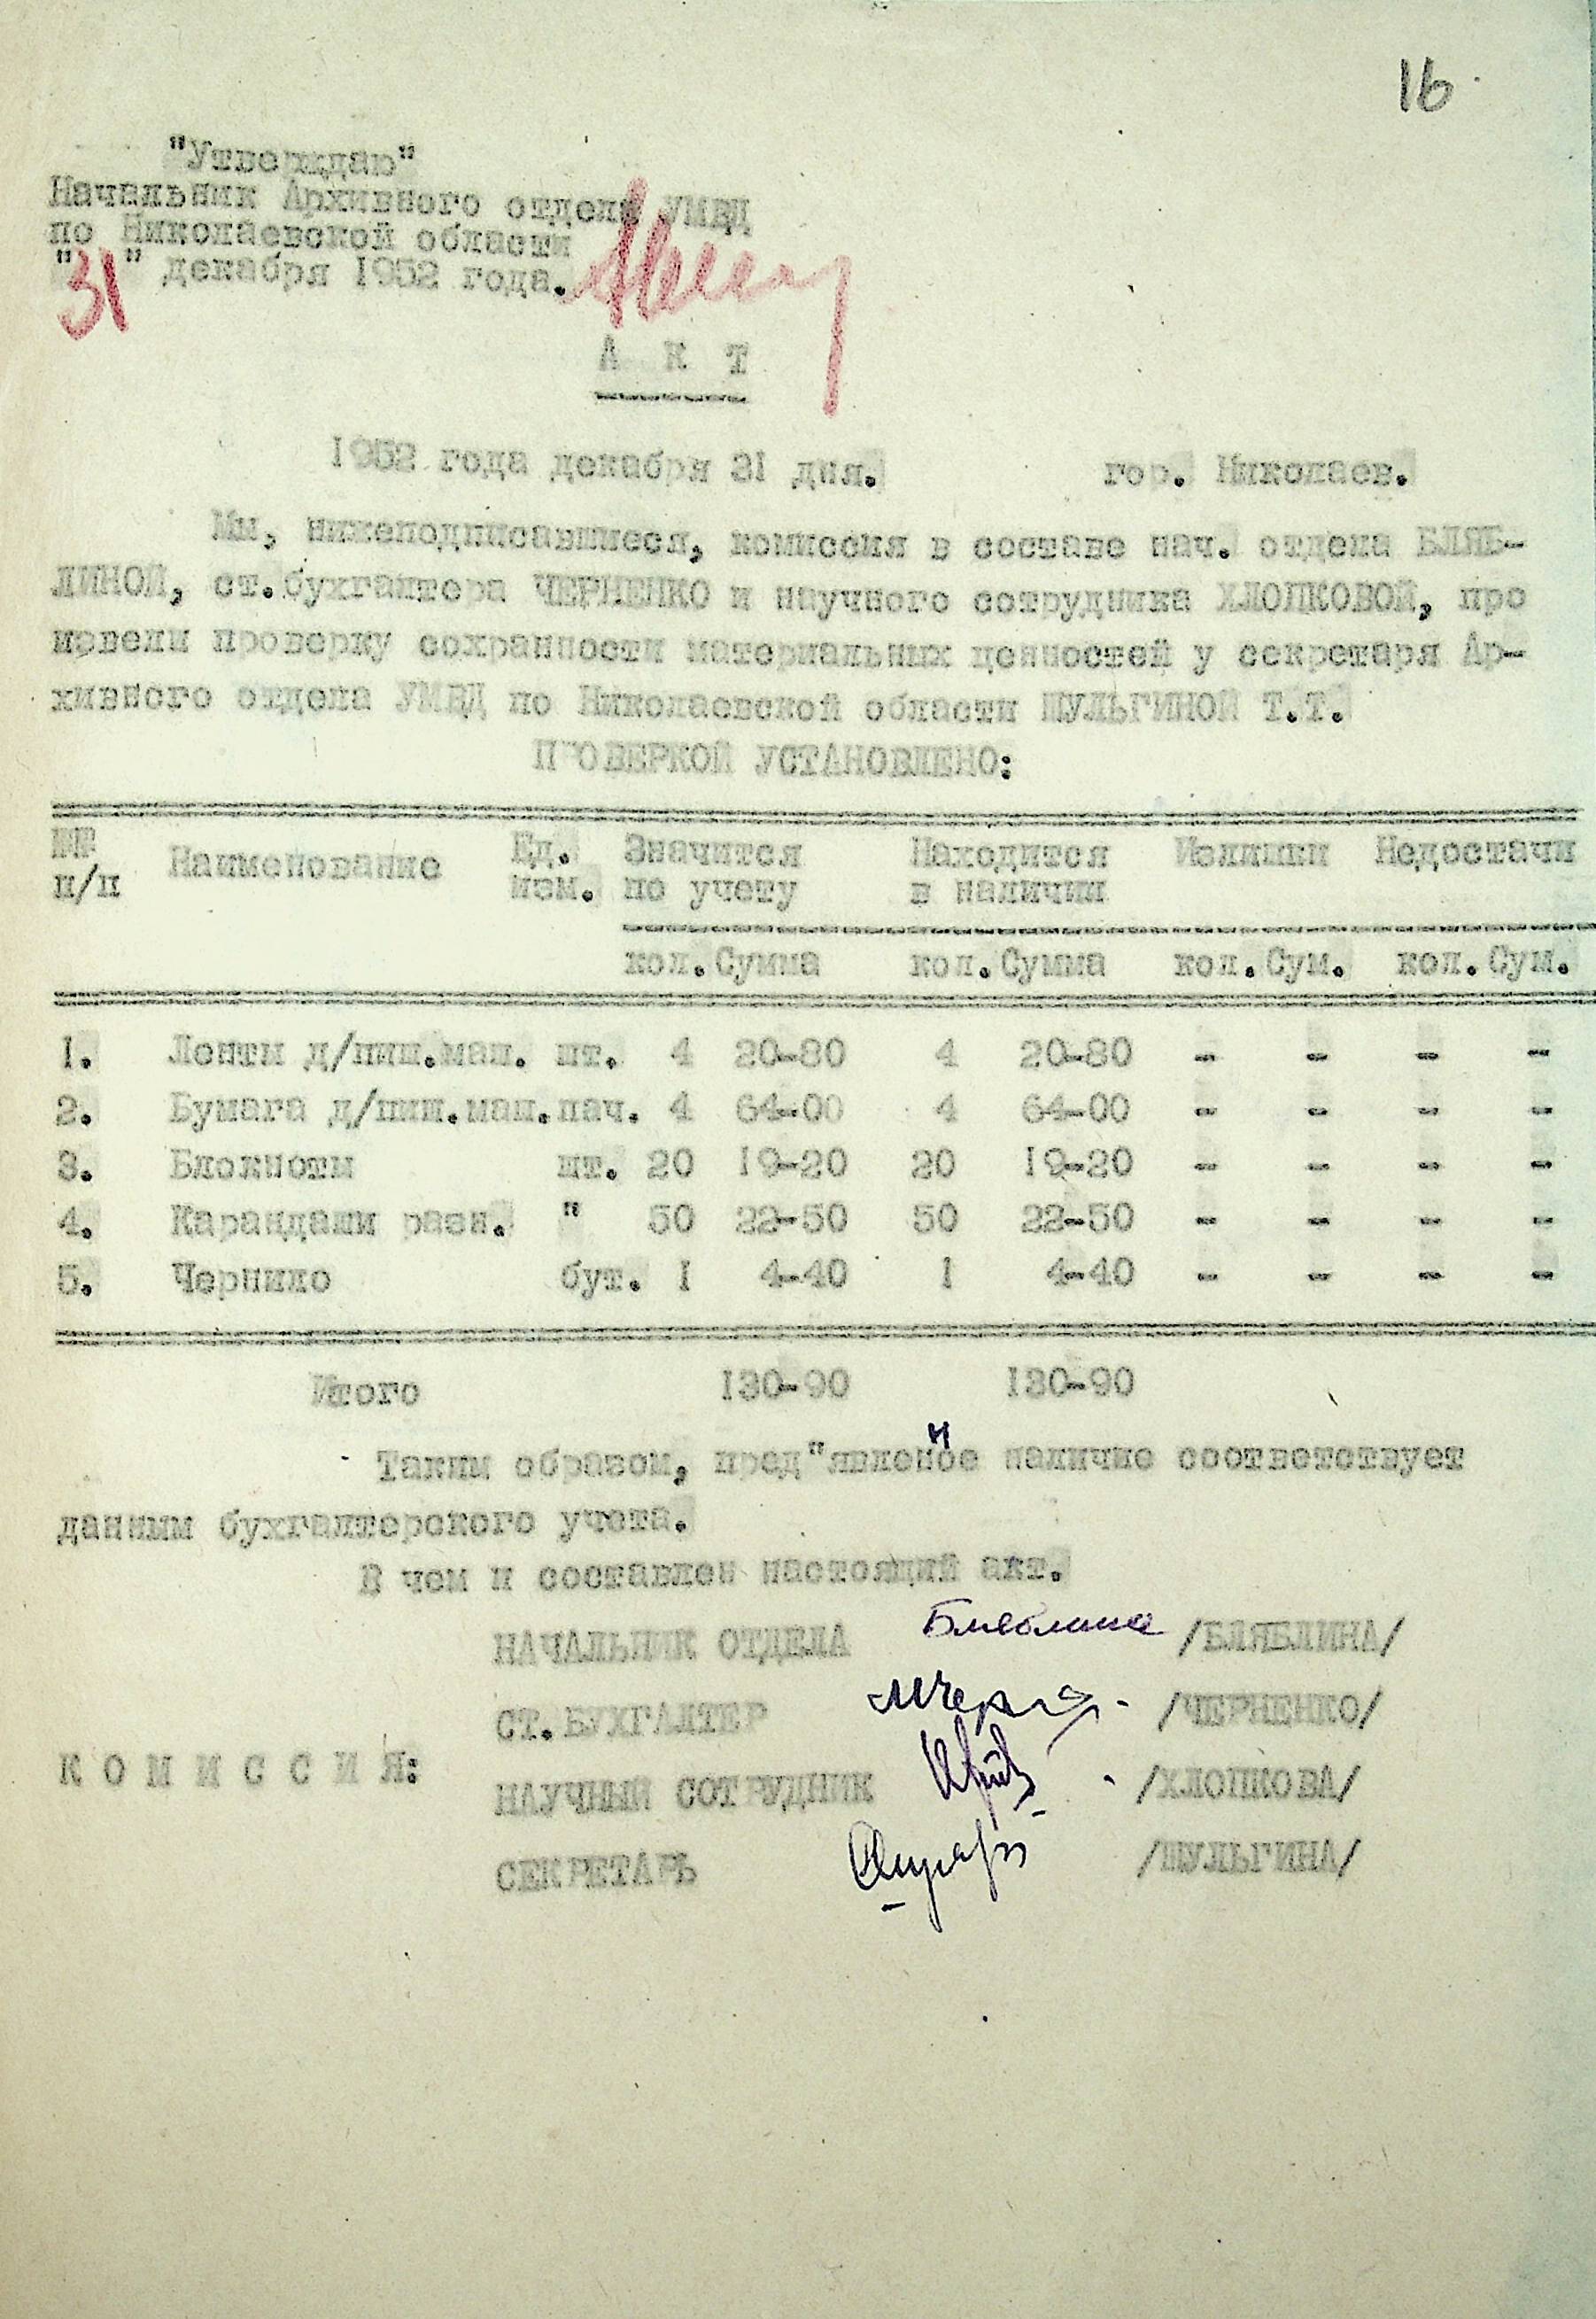 16
"Утверждаю"
Начальник Архивного отдела УМВД
по Николаевской области
"31" декабря 1952 года.
А к т
1952 года декабря 31 дня. гор. Николаев.
Мы, нижеподписавшиеся, комиссия в составе нач. отдела БЛЯБ-
ЛИНОЙ, ст.бухгалтера ЧЕРНЕНКО и научного сотрудника ХЛОПКОВОЙ, про
извели проверку сохранности материальных ценностей у секретаря Ар-
хивного отдела УМВД по Николаевской области ШУЛЬГИНОЙ Т.Т.
ПРОВЕРКОЙ УСТАНОВЛЕНО:
№№ Наименование Ед. Значится Находится Излишки Недостачи
п/п изм. по учету в наличии
кол. Сумма кол. Сумма кол. Сум. кол. Сум.
1. Ленты д/пиш.маш. шт. 4 20-80 4 20-80 - - - -
2. Бумага д/пиш.маш. пач. 4 64-00 4 64-00 - - - -
3. Блокноты шт. 20 19-20 20 19-20 - - - -
4. Карандаши разн. " 50 22-50 50 22-50 - - - -
5. Чернило бут. 1 4-40 1 4-40 - - - -
Итого 130-90 130-90
Таким образом, пред"явленное наличие соответствует
данным бухгалтерского учета.
В чем и составлен настоящий акт.
НАЧАЛЬНИК ОТДЕЛА Бляблина /БЛЯБЛИНА/
СТ.БУХГАЛТЕР /ЧЕРНЕНКО/
К О М И С С И Я:
НАУЧНЫЙ СОТРУДНИК /ХЛОПКОВА/
СЕКРЕТАРЬ /ШУЛЬГИНА/